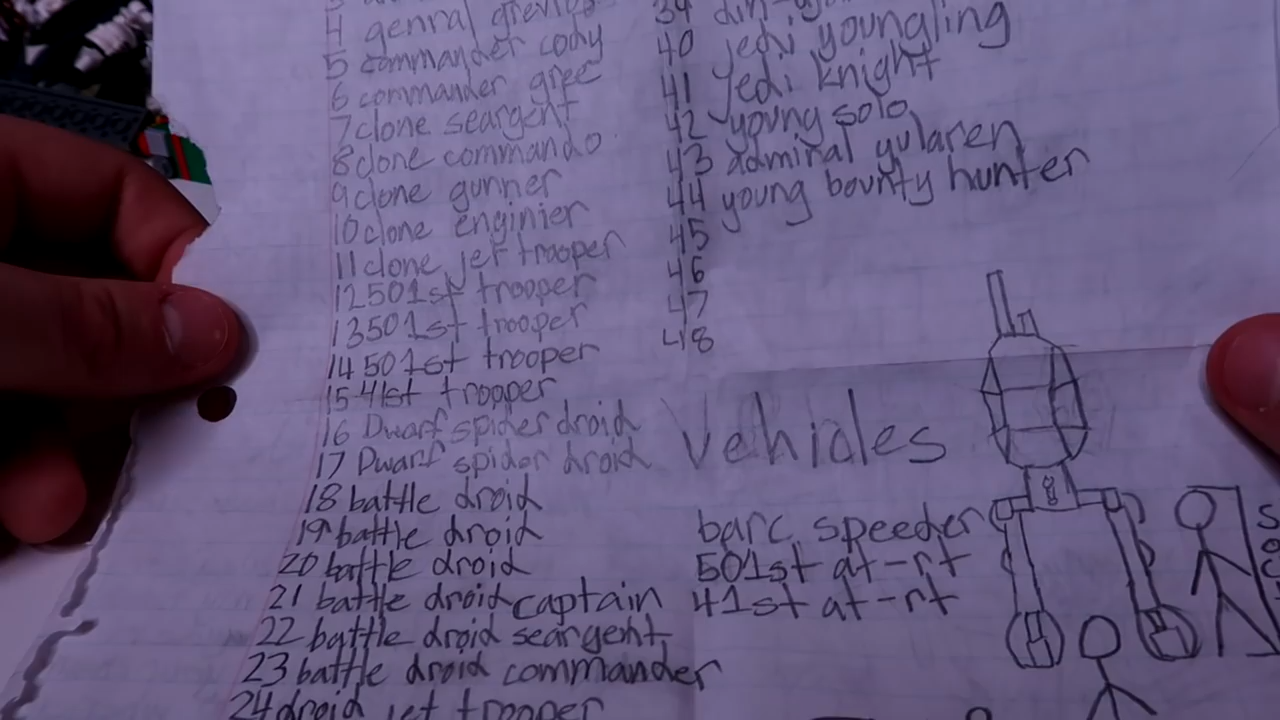 4 genral grevios
5 commander cody
6 commander gree
7 clone seargent
8 clone commando
9 clone gunner
10 clone enginier
11 clone jet trooper
12 501st trooper
13 501st trooper
14 501st trooper
15 41st trooper
16 Dwarf spider droid
17 Dwarf spider droid
18 battle droid
19 battle droid
20 battle droid
21 battle droid captain
22 battle droid seargent
23 battle droid commander
24 droid jet trooper
39
40 jedi youngling
41 jedi knight
42 young solo
43 admiral yularen
44 young bounty hunter
45
46
47
48
Vehicles
barc speeder
501st at-rt
41st at-rt